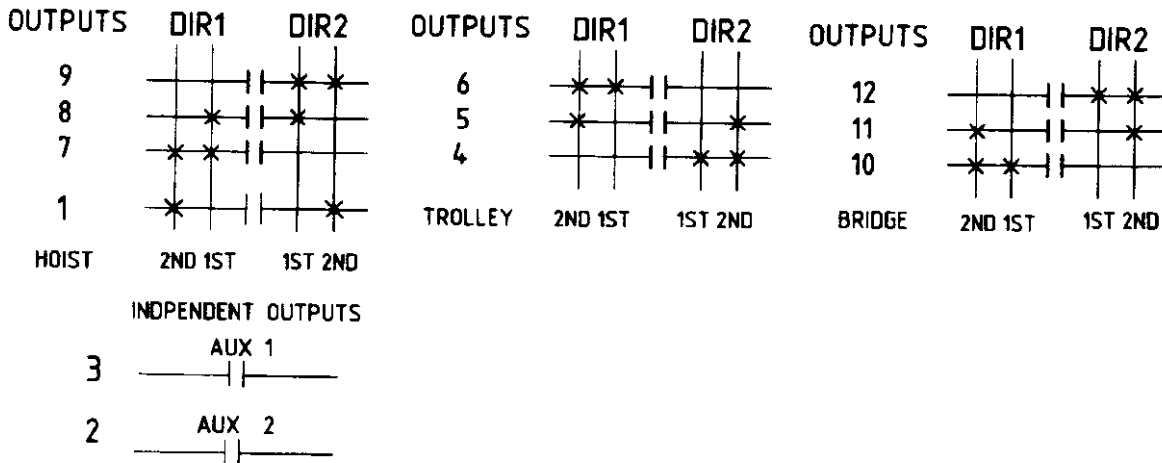 OUTPUTS DIR1 DIR2
9
8
7
1
HOIST 2ND 1ST 1ST 2ND
OUTPUTS DIR1 DIR2
6
5
4
TROLLEY 2ND 1ST 1ST 2ND
OUTPUTS DIR1 DIR2
12
11
10
BRIDGE 2ND 1ST 1ST 2ND
INDPENDENT OUTPUTS
3 AUX 1
2 AUX 2